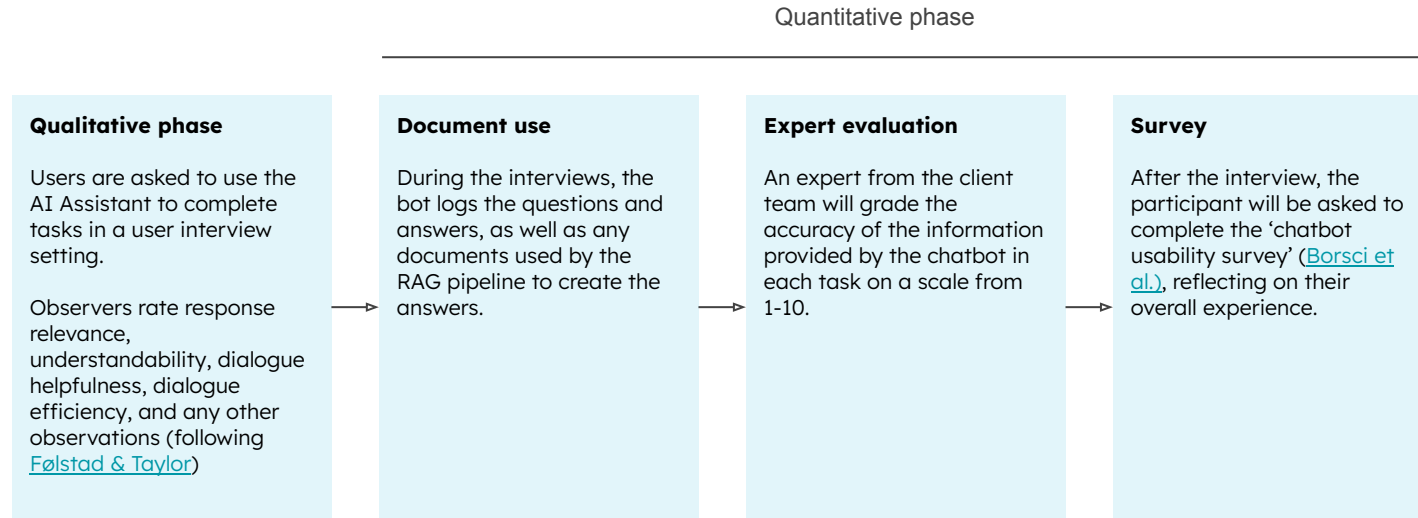 Quantitative phase
Qualitative phase
Users are asked to use the
AI Assistant to complete
tasks in a user interview
setting.
Observers rate response
relevance,
understandability, dialogue
helpfulness, dialogue
efficiency, and any other
observations (following
Følstad & Taylor)
Document use
During the interviews, the
bot logs the questions and
answers, as well as any
documents used by the
RAG pipeline to create the
answers.
Expert evaluation
An expert from the client
team will grade the
accuracy of the information
provided by the chatbot in
each task on a scale from
1-10.
Survey
After the interview, the
participant will be asked to
complete the ‘chatbot
usability survey’ (Borsci et
al.), reflecting on their
overall experience.